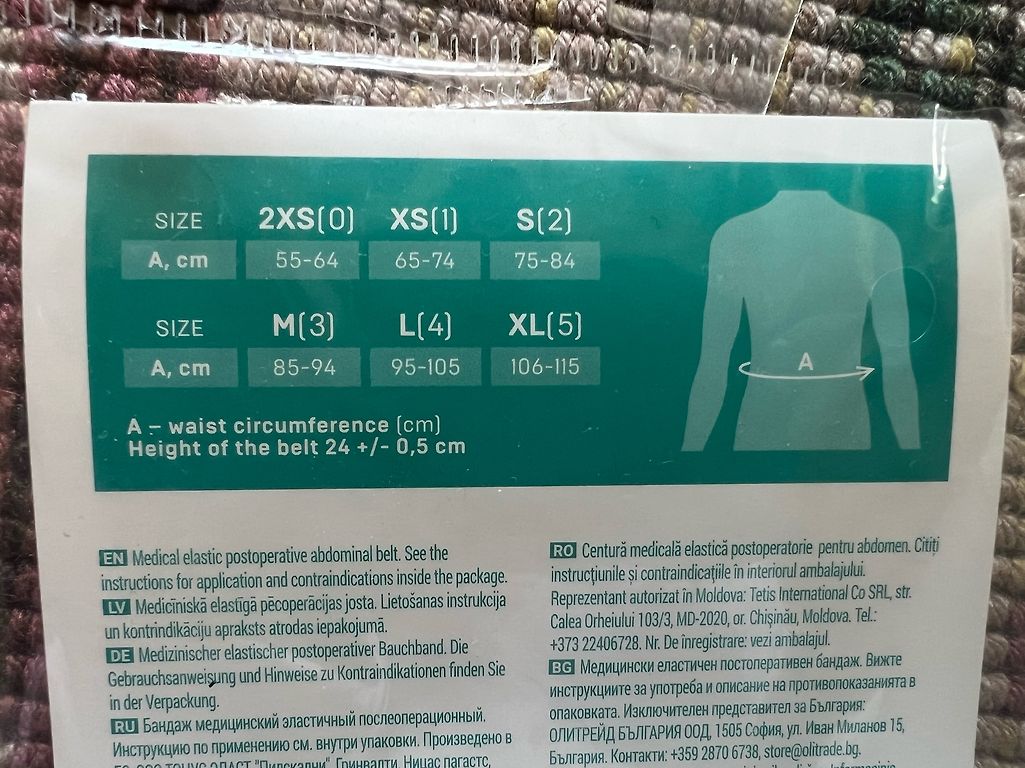 SIZE 2XS(0) XS(1) S(2)
A, cm 55-64 65-74 75-84
SIZE M(3) L(4) XL(5)
A, cm 85-94 95-105 106-115
A – waist circumference (cm)
Height of the belt 24 +/- 0,5 cm
A
EN Medical elastic postoperative abdominal belt. See the
instructions for application and contraindications inside the package.
LV Medicīniskā elastīgā pēcoperācijas josta. Lietošanas instrukcija
un kontrindikāciju apraksts atrodas iepakojumā.
DE Medizinischer elastischer postoperativer Bauchband. Die
Gebrauchsanweisung und Hinweise zu Kontraindikationen finden Sie
in der Verpackung.
RU Бандаж медицинский эластичный послеоперационный.
Инструкцию по применению см. внутри упаковки. Произведено в
ЕС, ООО ТОНУС ЭЛАСТ "Пилскални", Гринвалти, Ницас пагастс,
RO Centură medicală elastică postoperatorie pentru abdomen. Citiți
instrucțiunile și contraindicațiile în interiorul ambalajului.
Reprezentant autorizat în Moldova: Tetis International Co SRL, str.
Calea Orheiului 103/3, MD-2020, or. Chișinău, Moldova. Tel.:
+373 22406728. Nr. De înregistrare: vezi ambalajul.
BG Медицински еластичен постоперативен бандаж. Вижте
инструкциите за употреба и описание на противопоказанията в
опаковката. Изключителен представител за България:
ОЛИТРЕЙД БЪЛГАРИЯ ООД, 1505 София, ул. Иван Миланов 15,
България. Контакти: +359 2870 6738, store@olitrade.bg.